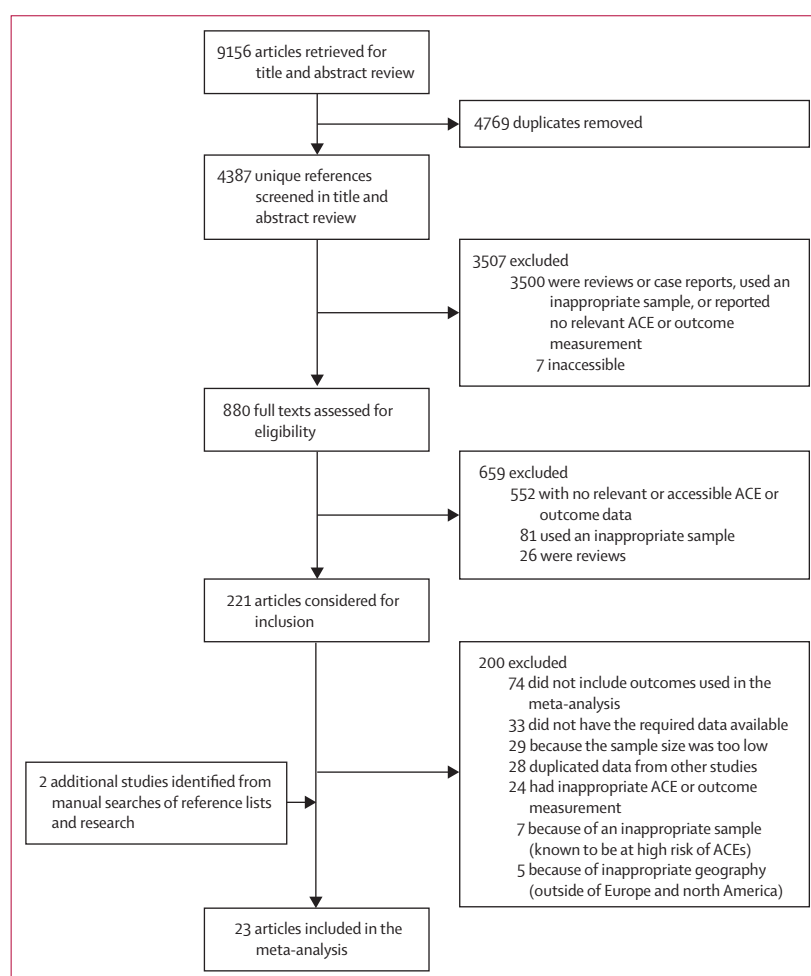 9156 articles retrieved for
title and abstract review
4769 duplicates removed
4387 unique references
screened in title and
abstract review
3507 excluded
3500 were reviews or case reports, used an
inappropriate sample, or reported
no relevant ACE or outcome
measurement
7 inaccessible
880 full texts assessed for
eligibility
659 excluded
552 with no relevant or accessible ACE or
outcome data
81 used an inappropriate sample
26 were reviews
221 articles considered for
inclusion
200 excluded
74 did not include outcomes used in the
meta-analysis
33 did not have the required data available
29 because the sample size was too low
28 duplicated data from other studies
24 had inappropriate ACE or outcome
measurement
7 because of an inappropriate sample
(known to be at high risk of ACEs)
5 because of inappropriate geography
(outside of Europe and north America)
2 additional studies identified from
manual searches of reference lists
and research
23 articles included in the
meta-analysis